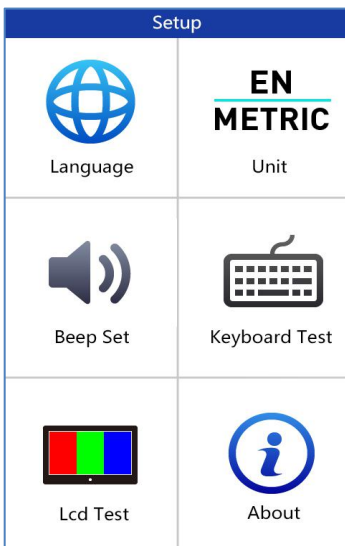 Setup
EN
METRIC
Language
Unit
Beep Set
Keyboard Test
Lcd Test
About